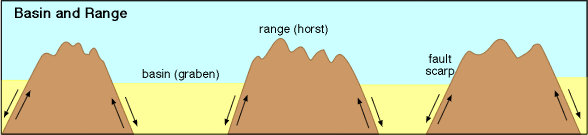 Basin and Range
range (horst)
basin (graben)
fault
scarp